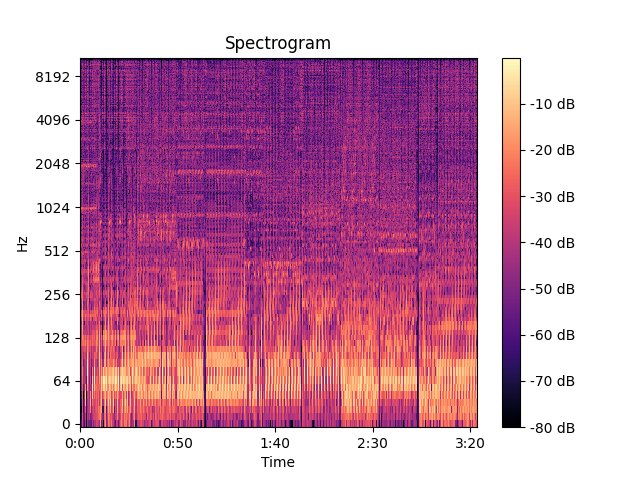 Spectrogram
8192
4096
2048
1024
512
256
128
64
0
Hz
0:00 0:50 1:40 2:30 3:20
Time
-10 dB
-20 dB
-30 dB
-40 dB
-50 dB
-60 dB
-70 dB
-80 dB